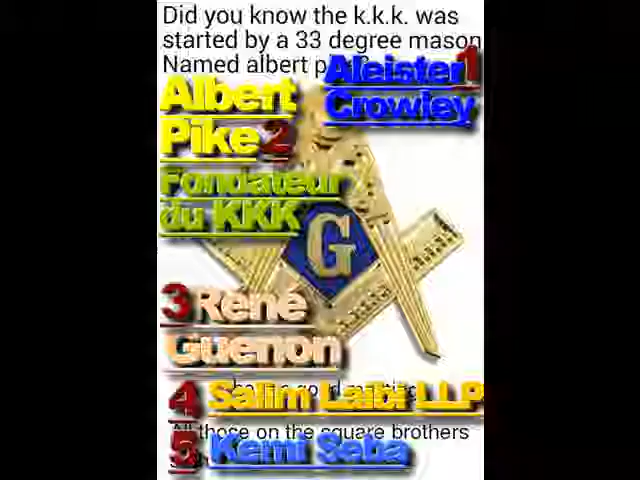 Did you know the k.k.k. was
started by a 33 degree mason
Named albert
Aleister 1
Crowley
Albert
Pike 2
Fondateur
du KKK
G
3 René
Guenon
4 Salim Laibi LLP
All those on the square brothers
5 Kemi Seba